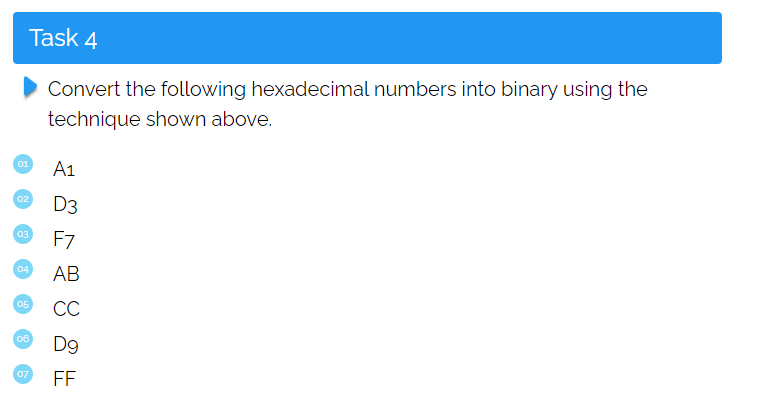 Task 4
Convert the following hexadecimal numbers into binary using the
technique shown above.
01 A1
02 D3
03 F7
04 AB
05 CC
06 D9
07 FF